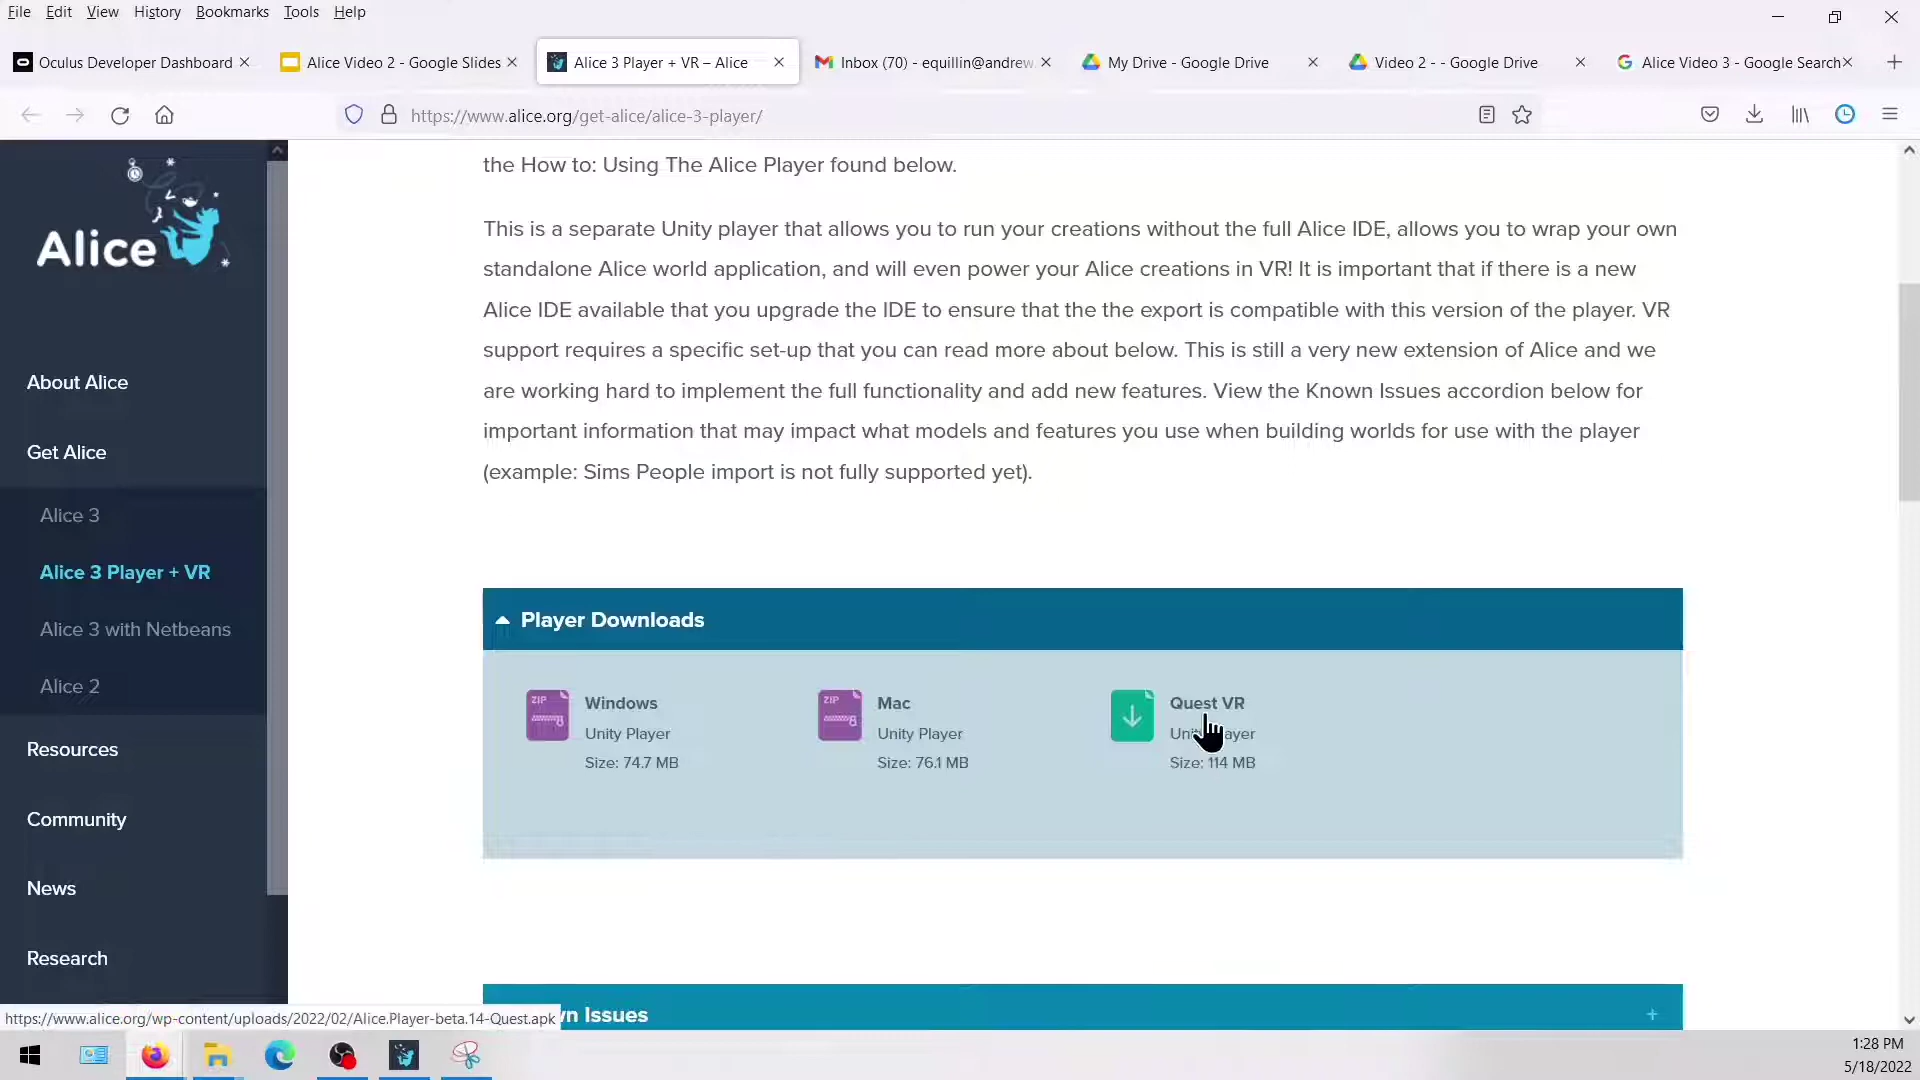 File Edit View History Bookmarks Tools Help
Oculus Developer Dashboard
Alice Video 2 - Google Slides
Alice 3 Player + VR – Alice
Inbox (70) - equillin@andrew.
My Drive - Google Drive
Video 2 - - Google Drive
Alice Video 3 - Google Search
https://www.alice.org/get-alice/alice-3-player/
Alice
About Alice
Get Alice
Alice 3
Alice 3 Player + VR
Alice 3 with Netbeans
Alice 2
Resources
Community
News
Research
the How to: Using The Alice Player found below.
This is a separate Unity player that allows you to run your creations without the full Alice IDE, allows you to wrap your own
standalone Alice world application, and will even power your Alice creations in VR! It is important that if there is a new
Alice IDE available that you upgrade the IDE to ensure that the the export is compatible with this version of the player. VR
support requires a specific set-up that you can read more about below. This is still a very new extension of Alice and we
are working hard to implement the full functionality and add new features. View the Known Issues accordion below for
important information that may impact what models and features you use when building worlds for use with the player
(example: Sims People import is not fully supported yet).
Player Downloads
ZIP
Windows
Unity Player
Size: 74.7 MB
ZIP
Mac
Unity Player
Size: 76.1 MB
Quest VR
Size: 114 MB
Issues
https://www.alice.org/wp-content/uploads/2022/02/Alice.Player-beta.14-Quest.apk
1:28 PM
5/18/2022